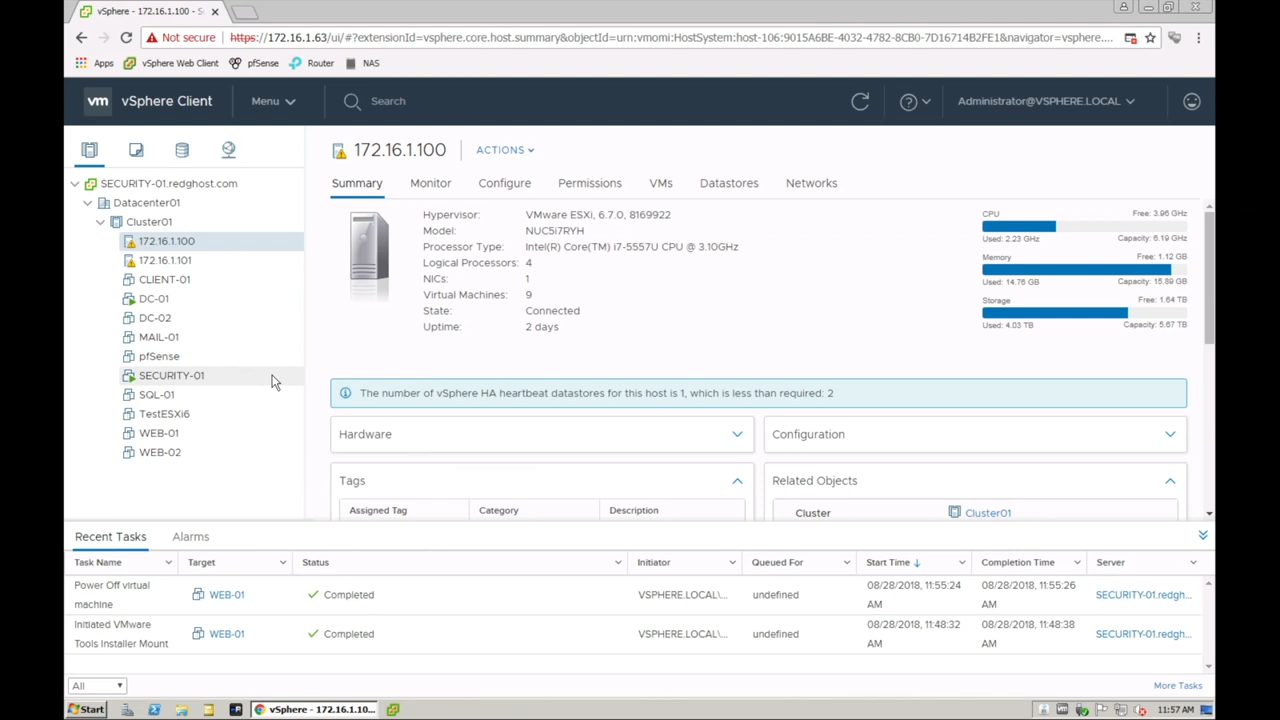 vSphere - 172.16.1.100 - S
Not secure https://172.16.1.63/ui/#?extensionId=vsphere.core.host.summary&objectId=urn:vmomi:HostSystem:host-106:9015A6BE-4032-4782-8CB0-7D16714B2FE1&navigator=vsphere....
Apps vSphere Web Client pfSense Router NAS
vm vSphere Client Menu Search Administrator@VSPHERE.LOCAL
172.16.1.100 ACTIONS
Summary Monitor Configure Permissions VMs Datastores Networks
SECURITY-01.redghost.com
Datacenter01
Cluster01
172.16.1.100
172.16.1.101
CLIENT-01
DC-01
DC-02
MAIL-01
pfSense
SECURITY-01
SQL-01
TestESXi6
WEB-01
WEB-02
Hypervisor: VMware ESXi, 6.7.0, 8169922
Model: NUC5i7RYH
Processor Type: Intel(R) Core(TM) i7-5557U CPU @ 3.10GHz
Logical Processors: 4
NICs: 1
Virtual Machines: 9
State: Connected
Uptime: 2 days
CPU Free: 3.96 GHz
Used: 2.23 GHz Capacity: 6.19 GHz
Memory Free: 1.12 GB
Used: 14.76 GB Capacity: 15.89 GB
Storage Free: 1.64 TB
Used: 4.03 TB Capacity: 5.67 TB
The number of vSphere HA heartbeat datastores for this host is 1, which is less than required: 2
Hardware Configuration
Tags Related Objects
Assigned Tag Category Description Cluster Cluster01
Recent Tasks Alarms
Task Name Target Status Initiator Queued For Start Time Completion Time Server
Power Off virtual machine WEB-01 Completed VSPHERE.LOCAL\... undefined 08/28/2018, 11:55:24 AM 08/28/2018, 11:55:26 AM SECURITY-01.redgh...
Initiated VMware Tools Installer Mount WEB-01 Completed VSPHERE.LOCAL\... undefined 08/28/2018, 11:48:32 AM 08/28/2018, 11:48:38 AM SECURITY-01.redgh...
All More Tasks
Start vSphere - 172.16.1.10... 11:57 AM